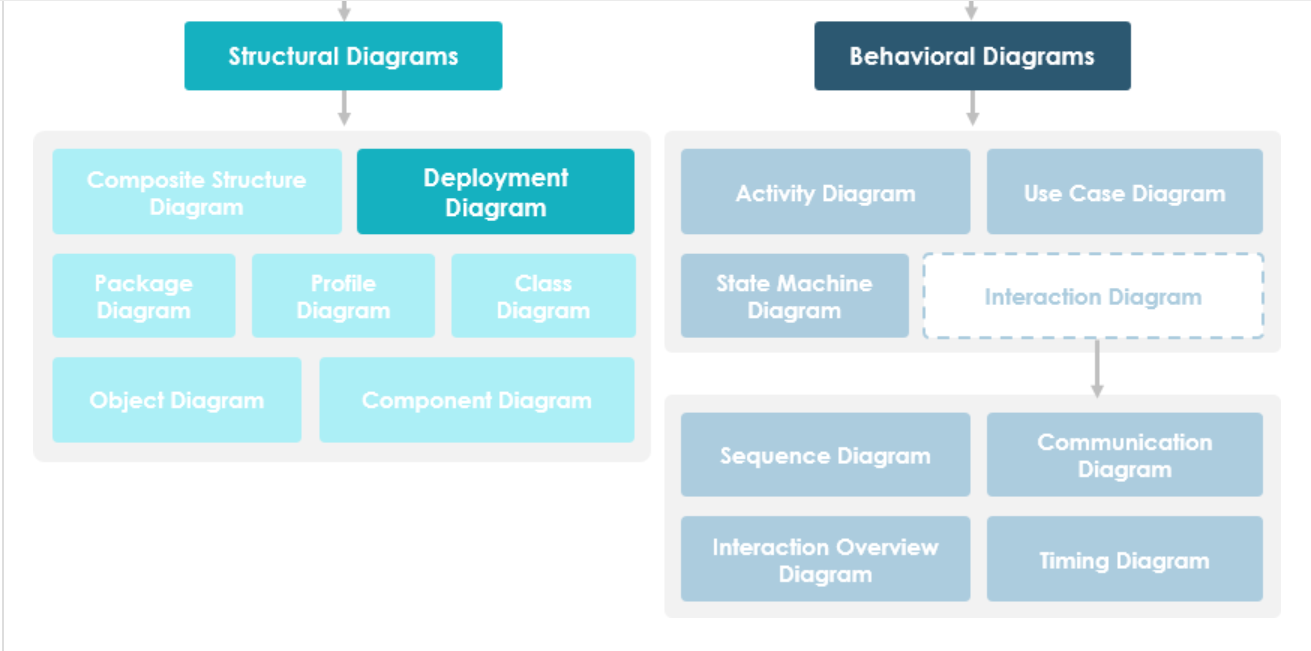 Structural Diagrams
Behavioral Diagrams
Composite Structure
Diagram
Deployment
Diagram
Package
Diagram
Profile
Diagram
Class
Diagram
Object Diagram
Component Diagram
Activity Diagram
Use Case Diagram
State Machine
Diagram
Interaction Diagram
Sequence Diagram
Communication
Diagram
Interaction Overview
Diagram
Timing Diagram